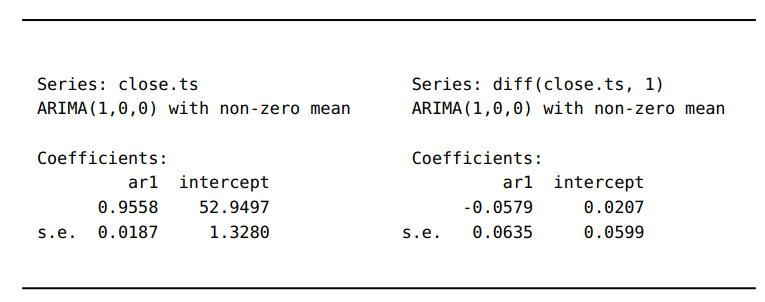 Series: close.ts
ARIMA(1,0,0) with non-zero mean
Coefficients:
ar1 intercept
0.9558 52.9497
s.e. 0.0187 1.3280
Series: diff(close.ts, 1)
ARIMA(1,0,0) with non-zero mean
Coefficients:
ar1 intercept
-0.0579 0.0207
s.e. 0.0635 0.0599